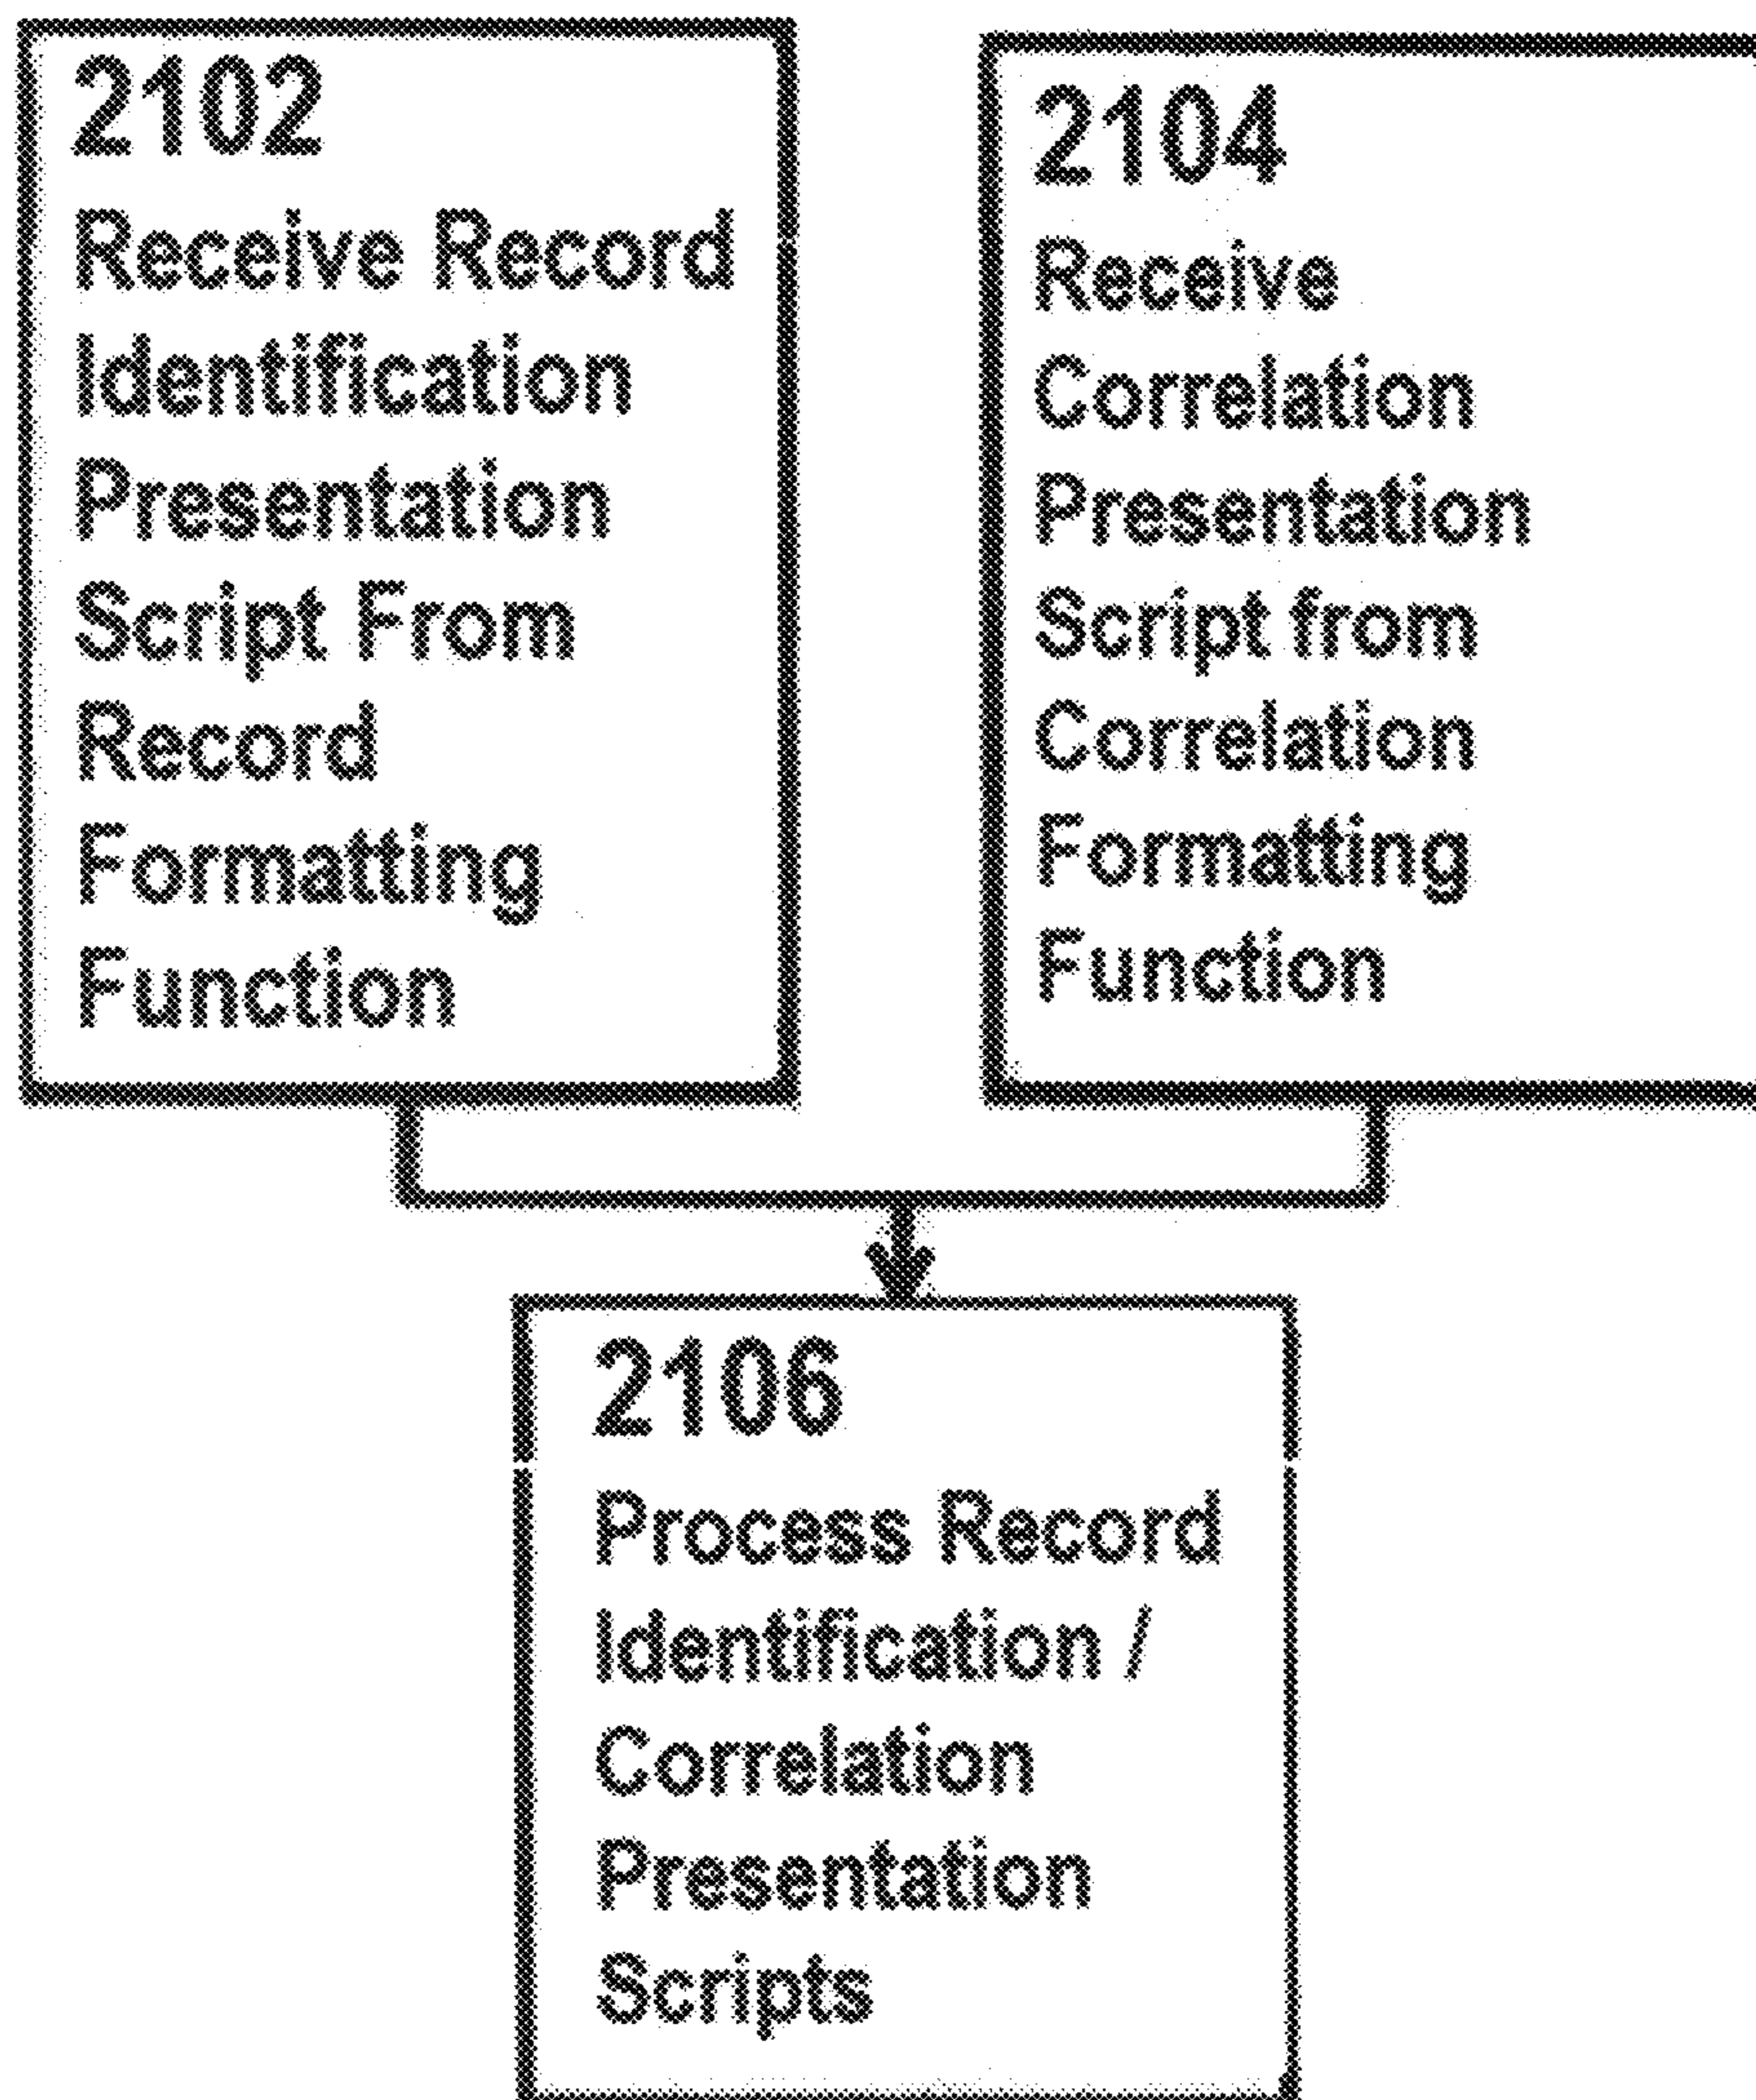 2102
Receive Record
Identification
Presentation
Script From
Record
Formatting
Function
2104
Receive
Correlation
Presentation
Script from
Correlation
Formatting
Function
2106
Process Record
Identification /
Correlation
Presentation
Scripts